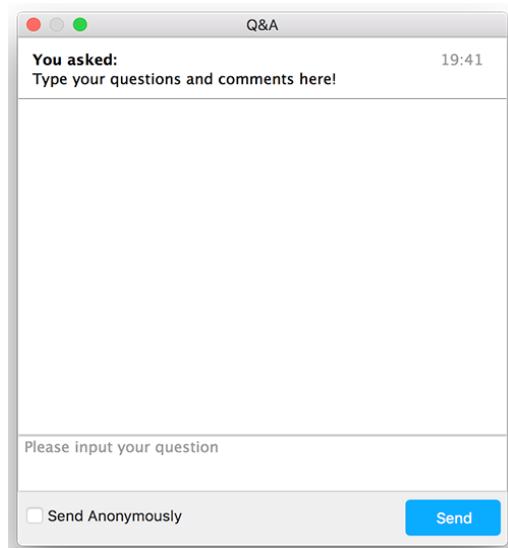 Q&A
You asked:
19:41
Type your questions and comments here!
Please input your question
Send Anonymously
Send